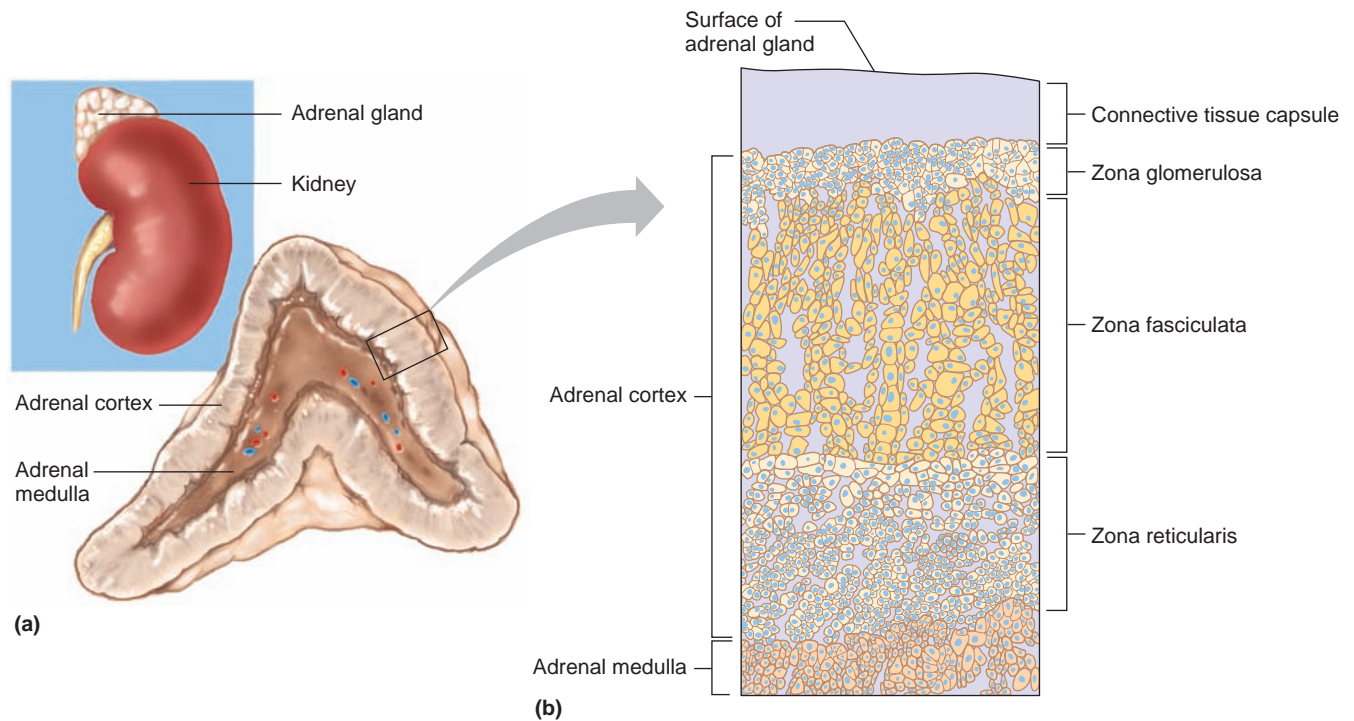 Surface of
adrenal gland
Adrenal gland
Kidney
Adrenal cortex
Adrenal
medulla
(a)
Connective tissue capsule
Zona glomerulosa
Zona fasciculata
Adrenal cortex
Zona reticularis
Adrenal medulla
(b)